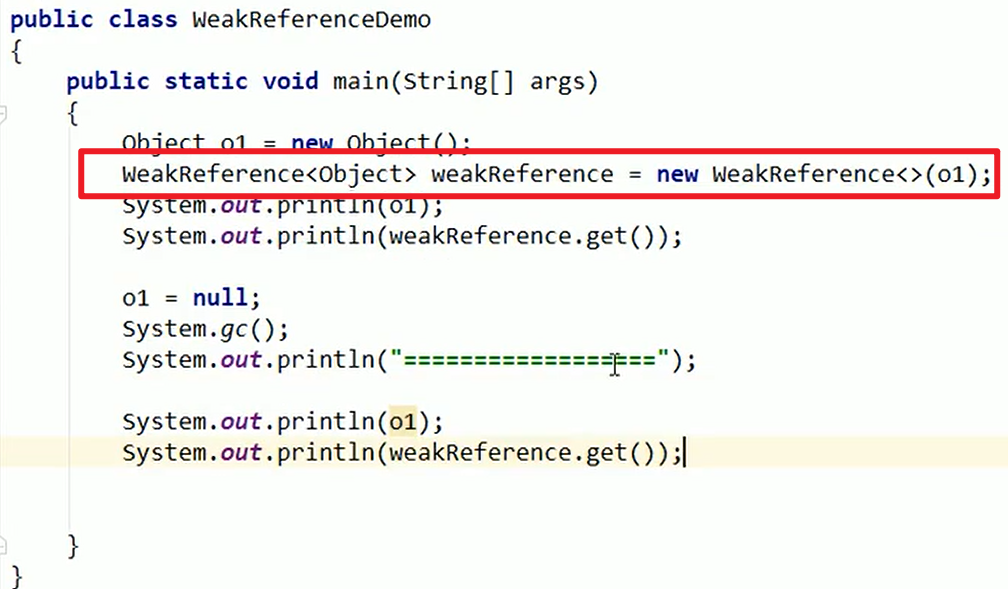 public class WeakReferenceDemo
{
public static void main(String[] args)
{
Object o1 = new Object();
WeakReference<Object> weakReference = new WeakReference<>(o1);
System.out.println(o1);
System.out.println(weakReference.get());
o1 = null;
System.gc();
System.out.println("==================");
System.out.println(o1);
System.out.println(weakReference.get());
}
}